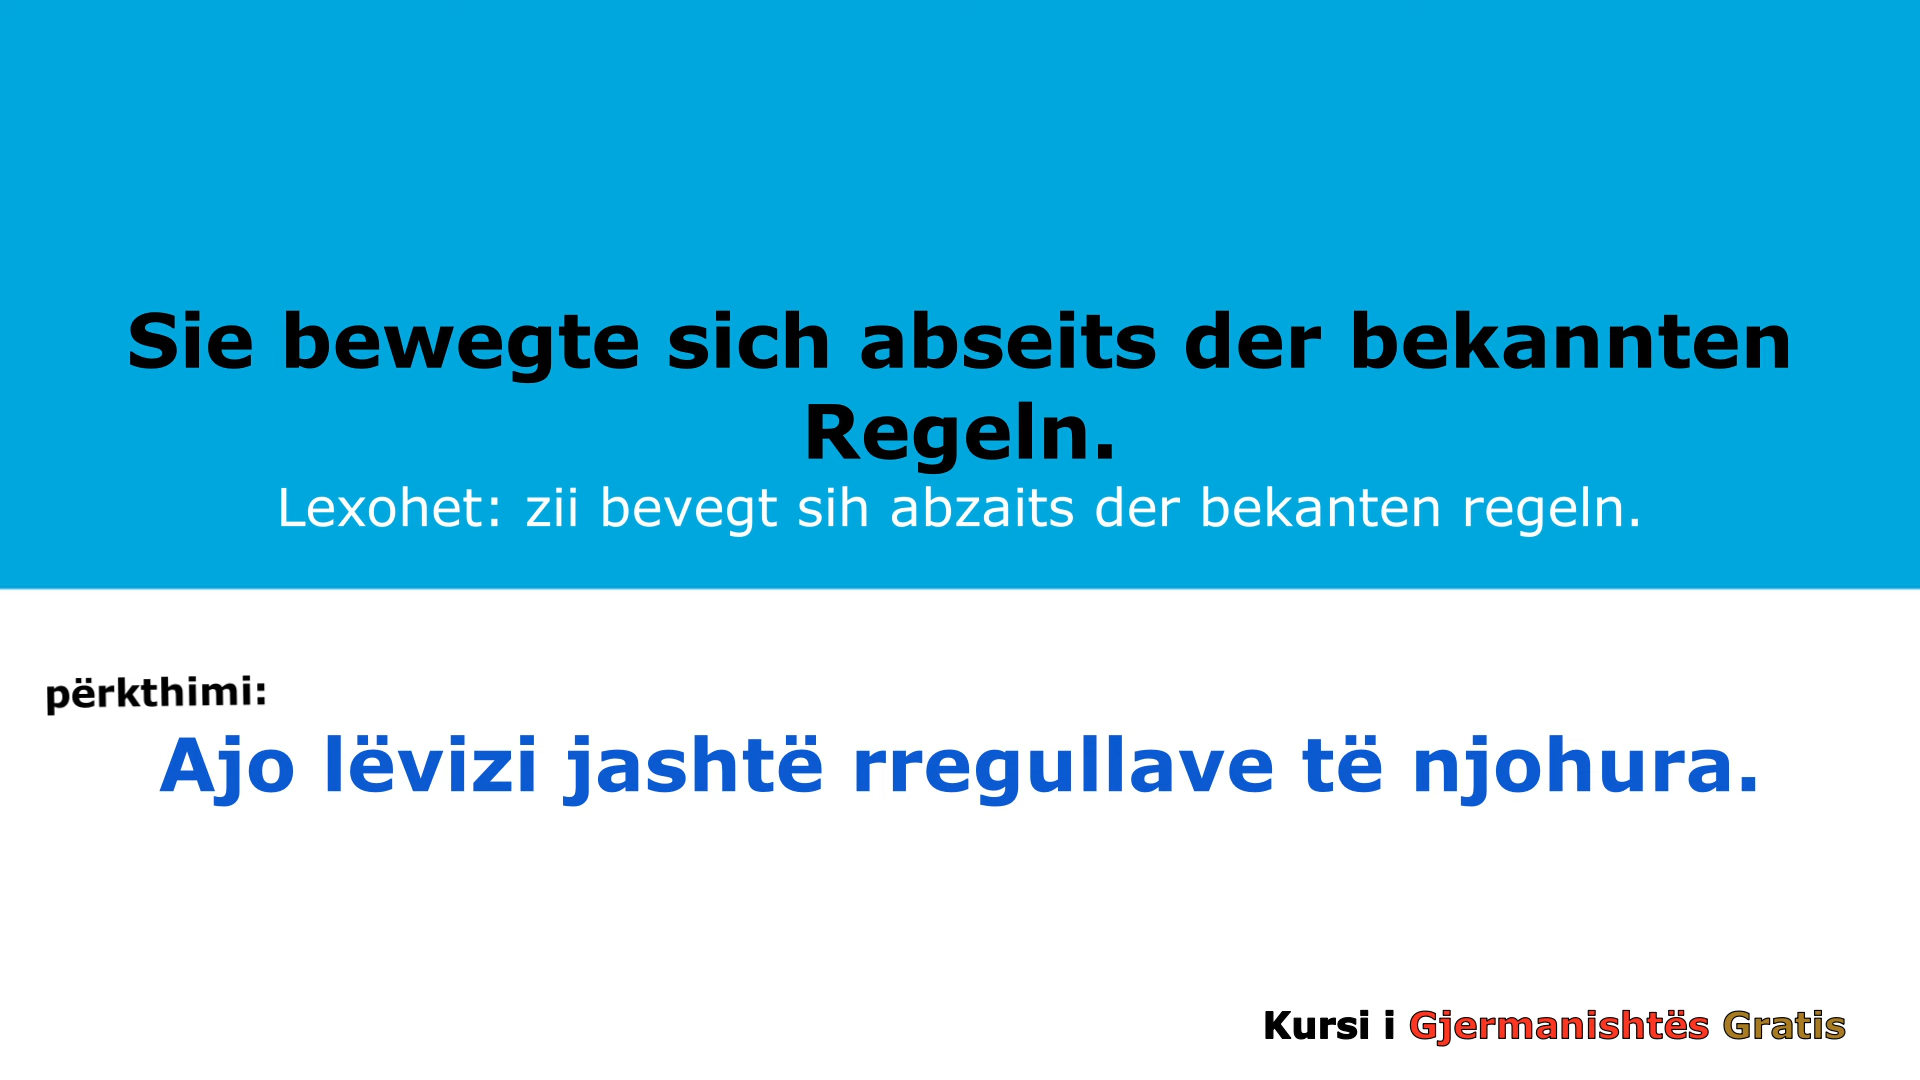 Sie bewegte sich abseits der bekannten
Regeln.
Lexohet: zii bevegt sih abzaits der bekanten regeln.
përkthimi:
Ajo lëvizi jashtë rregullave të njohura.
Kursi i Gjermanishtës Gratis